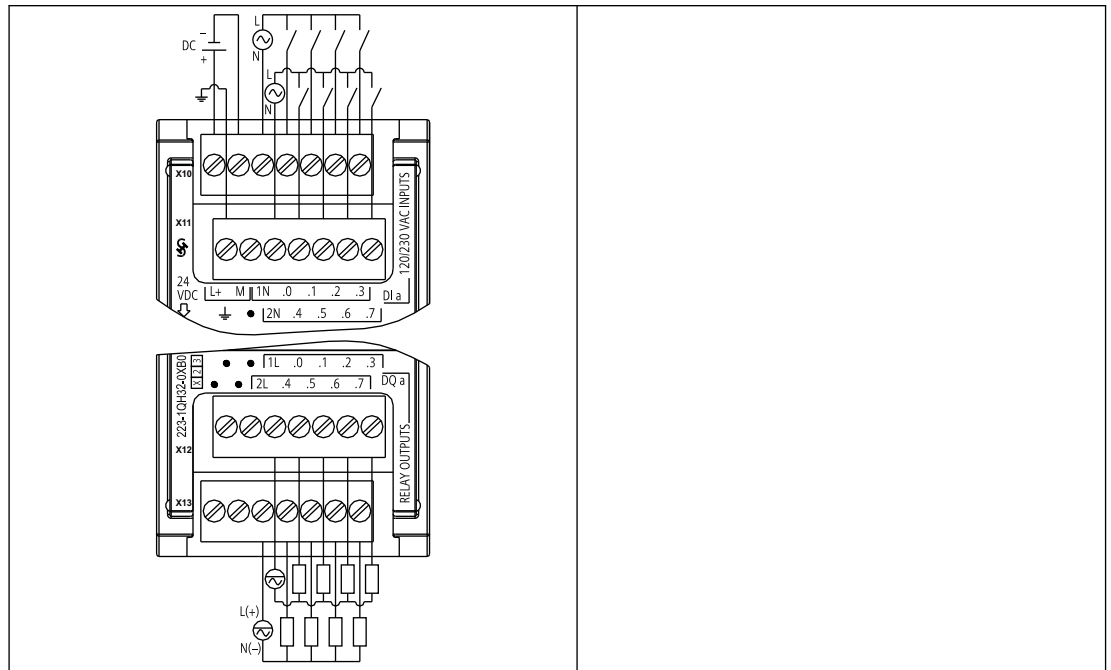 L
DC
−
+
N
L
N
X10
120/230 VAC INPUTS
X11
24
VDC
L+ M 1N .0 .1 .2 .3
DI a
2N .4 .5 .6 .7
223-1QH32-0XB0
X 2 3
1L .0 .1 .2 .3
2L .4 .5 .6 .7
DQ a
RELAY OUTPUTS
X12
X13
L(+)
N(−)